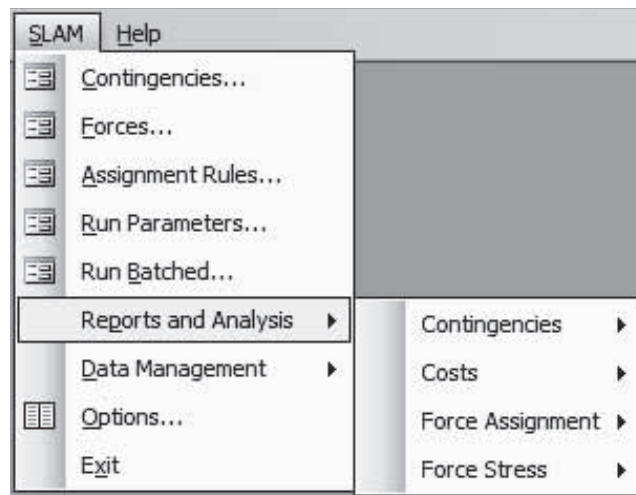 SLAM Help
Contingencies...
Forces...
Assignment Rules...
Run Parameters...
Run Batched...
Reports and Analysis
Contingencies
Data Management
Costs
Options...
Force Assignment
Exit
Force Stress